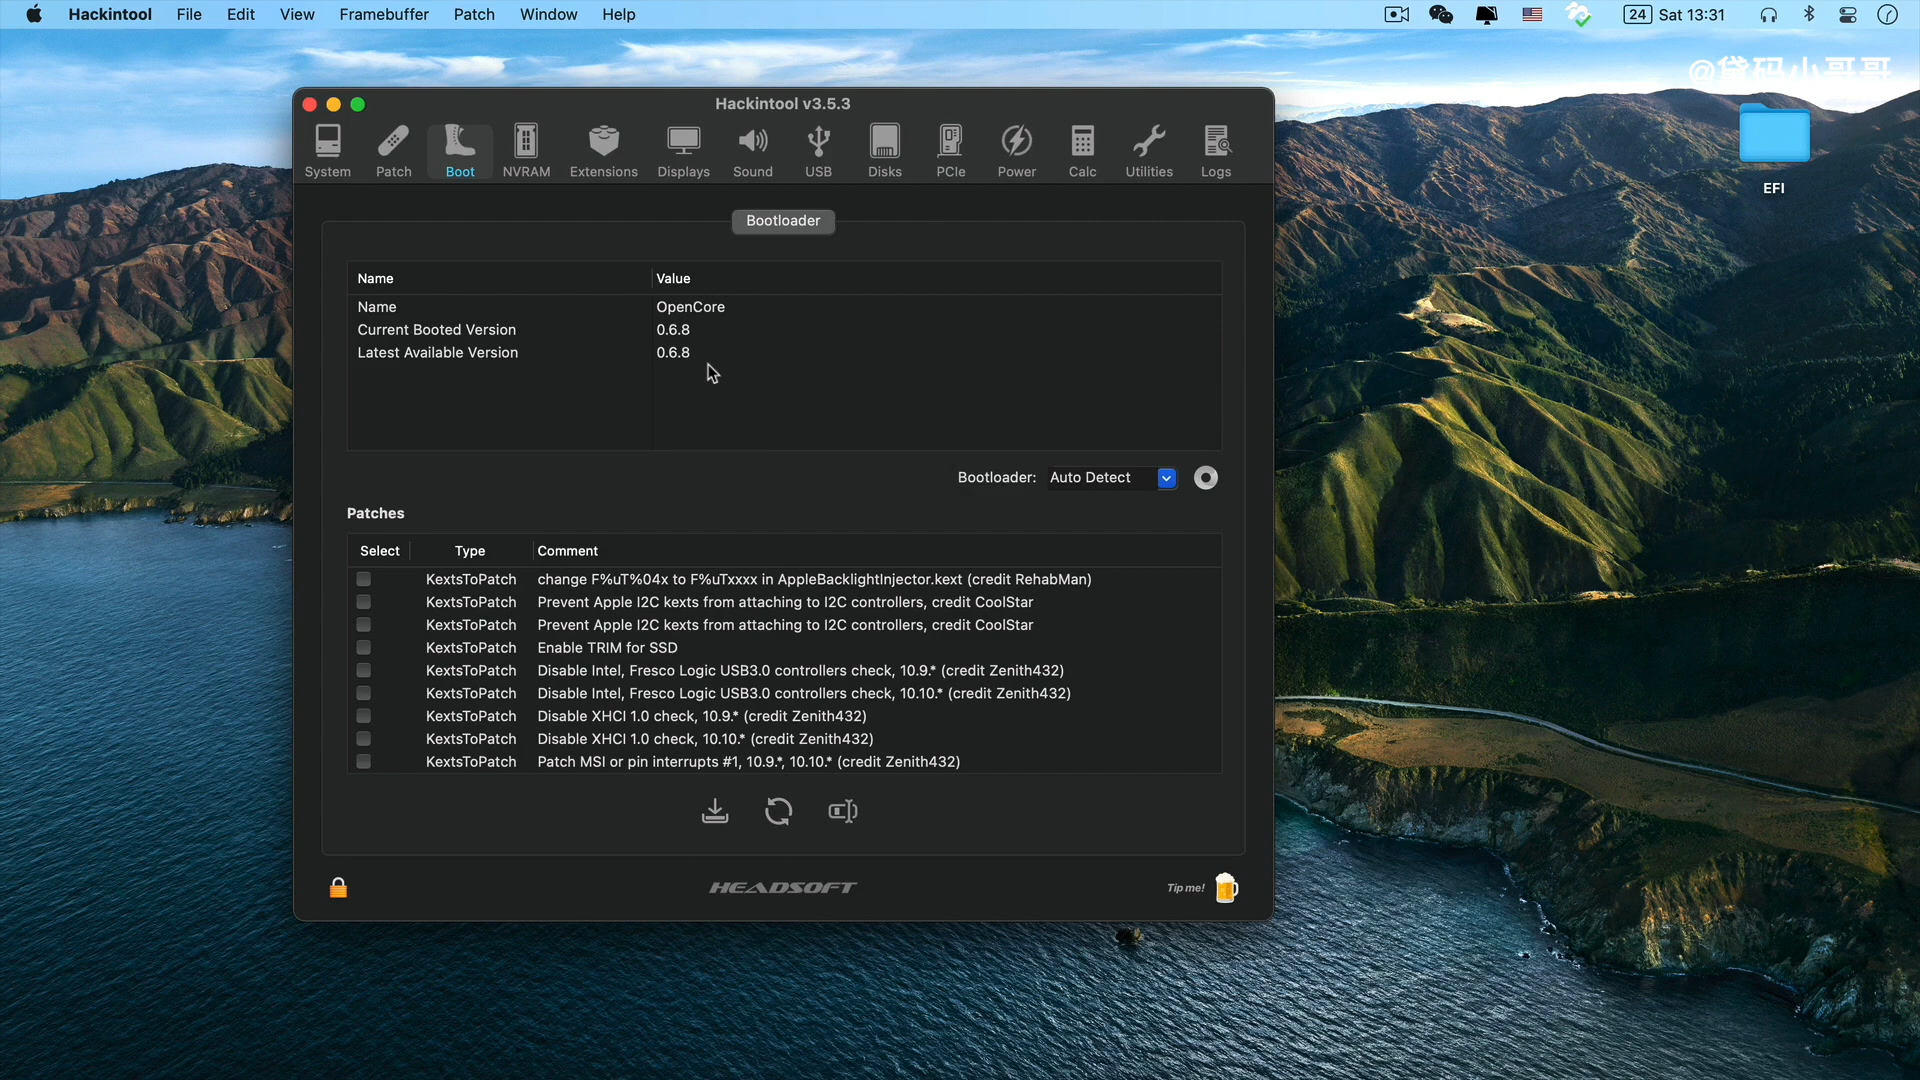 Hackintool File Edit View Framebuffer Patch Window Help 24 Sat 13:31
@贷码小哥哥
Hackintool v3.5.3
System Patch Boot NVRAM Extensions Displays Sound USB Disks PCIe Power Calc Utilities Logs
EFI
Bootloader
Name Value
Name OpenCore
Current Booted Version 0.6.8
Latest Available Version 0.6.8
Bootloader: Auto Detect
Patches
Select Type Comment
KextsToPatch change F%uT%04x to F%uTxxxx in AppleBacklightInjector.kext (credit RehabMan)
KextsToPatch Prevent Apple I2C kexts from attaching to I2C controllers, credit CoolStar
KextsToPatch Prevent Apple I2C kexts from attaching to I2C controllers, credit CoolStar
KextsToPatch Enable TRIM for SSD
KextsToPatch Disable Intel, Fresco Logic USB3.0 controllers check, 10.9.* (credit Zenith432)
KextsToPatch Disable Intel, Fresco Logic USB3.0 controllers check, 10.10.* (credit Zenith432)
KextsToPatch Disable XHCI 1.0 check, 10.9.* (credit Zenith432)
KextsToPatch Disable XHCI 1.0 check, 10.10.* (credit Zenith432)
KextsToPatch Patch MSI or pin interrupts #1, 10.9.*, 10.10.* (credit Zenith432)
HEADSOFT
Tip me!